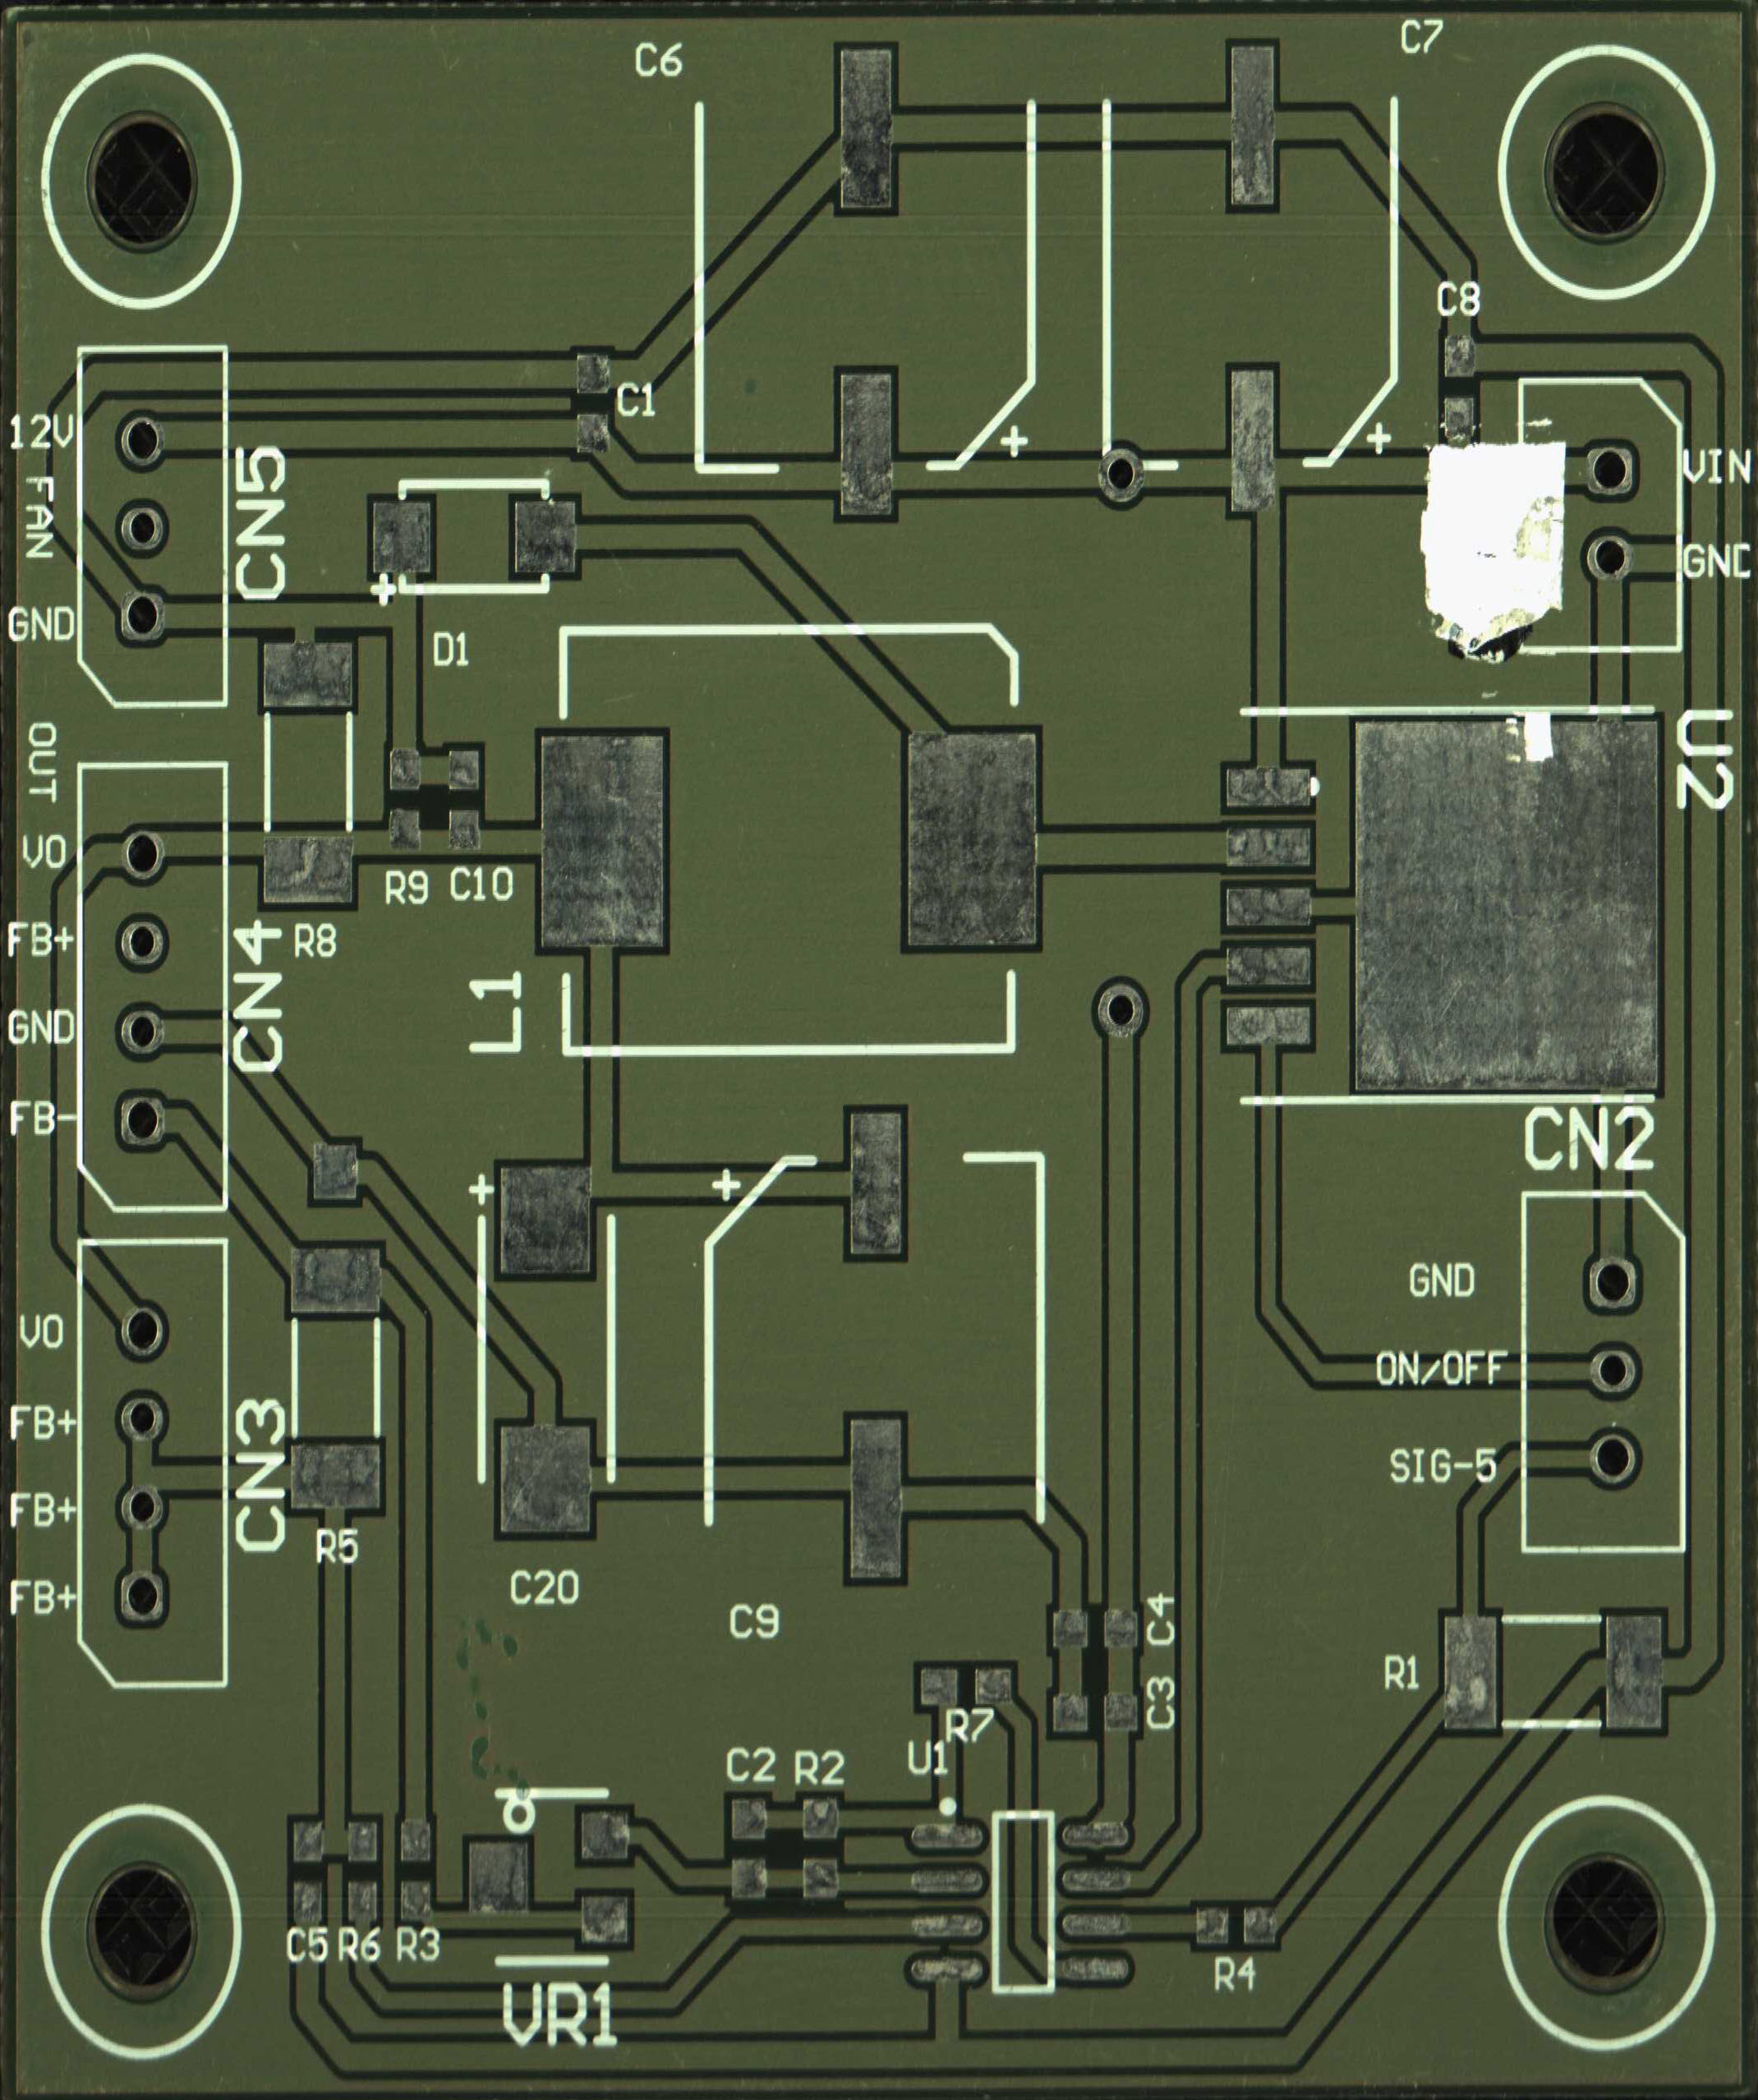 C6
C7
C8
C1
12V
FAN
GND
CN5
+
+
VIN
GND
+
D1
OUT
U2
VO
FB+
GND
FB-
CN4
R9
C10
R8
L1
CN2
+
+
GND
ON/OFF
SIG-5
VO
FB+
FB+
FB+
CN3
R5
C20
C9
C4
C3
R1
R7
U1
C2
R2
C5
R6
R3
VR1
R4